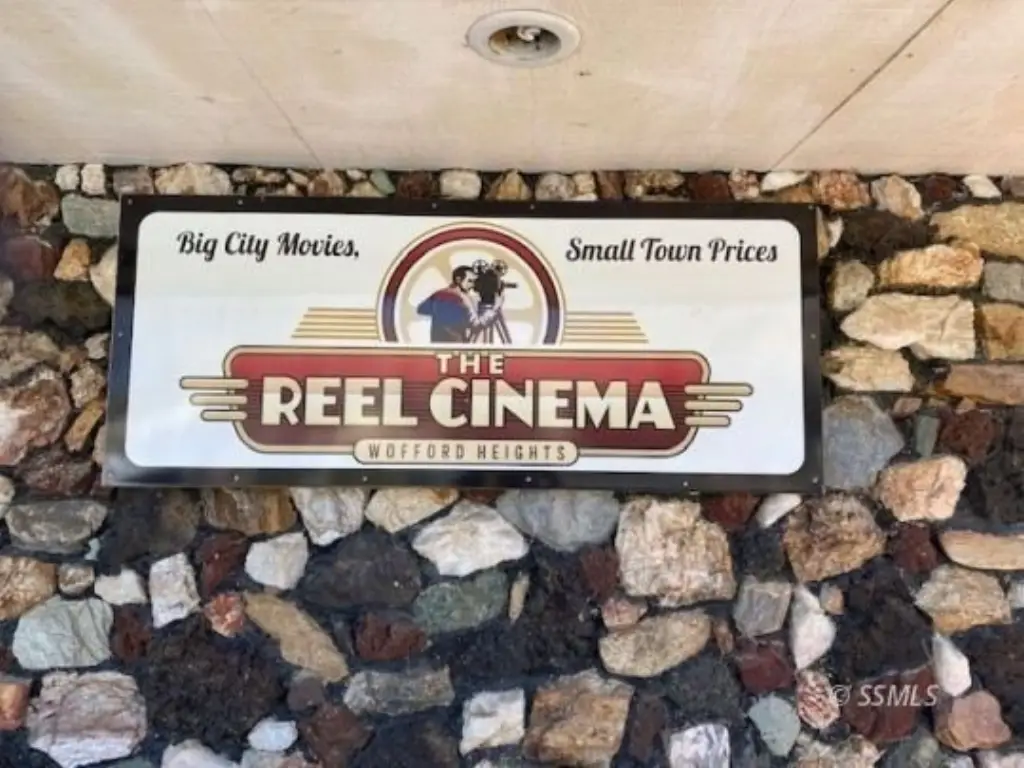 Big City Movies, Small Town Prices
THE
REEL CINEMA
WOFFORD HEIGHTS
© SSMLS